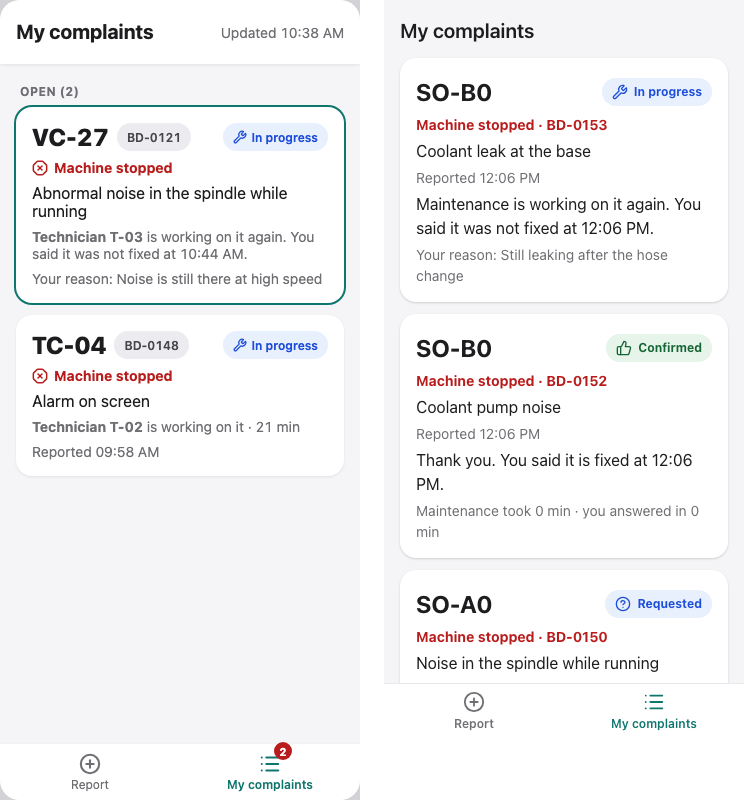 My complaints
Updated 10:38 AM
OPEN (2)
VC-27
BD-0121
In progress
Machine stopped
Abnormal noise in the spindle while
running
Technician T-03 is working on it again. You
said it was not fixed at 10:44 AM.
Your reason: Noise is still there at high speed
TC-04
BD-0148
In progress
Machine stopped
Alarm on screen
Technician T-02 is working on it · 21 min
Reported 09:58 AM
Report
2
My complaints
My complaints
SO-B0
In progress
Machine stopped · BD-0153
Coolant leak at the base
Reported 12:06 PM
Maintenance is working on it again. You
said it was not fixed at 12:06 PM.
Your reason: Still leaking after the hose
change
SO-B0
Confirmed
Machine stopped · BD-0152
Coolant pump noise
Reported 12:06 PM
Thank you. You said it is fixed at 12:06
PM.
Maintenance took 0 min · you answered in 0
min
SO-A0
Requested
Machine stopped · BD-0150
Noise in the spindle while running
Report
My complaints